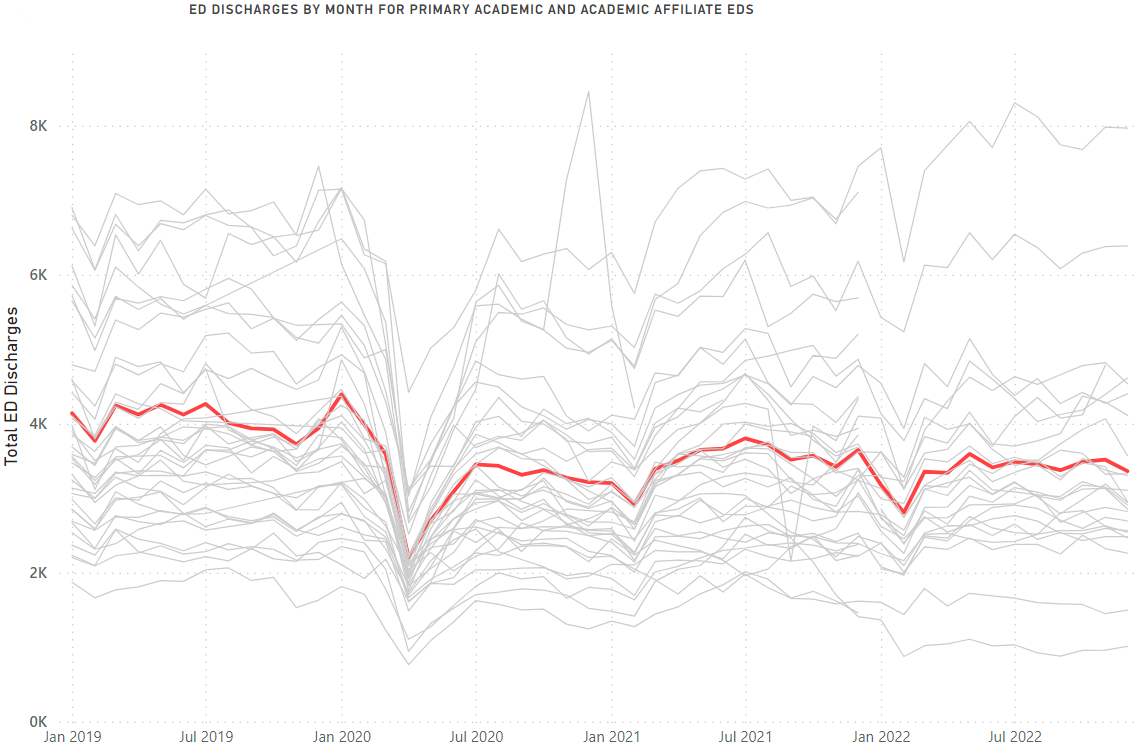 ED DISCHARGES BY MONTH FOR PRIMARY ACADEMIC AND ACADEMIC AFFILIATE EDS
Total ED Discharges
8K
6K
4K
2K
0K
Jan 2019 Jul 2019 Jan 2020 Jul 2020 Jan 2021 Jul 2021 Jan 2022 Jul 2022